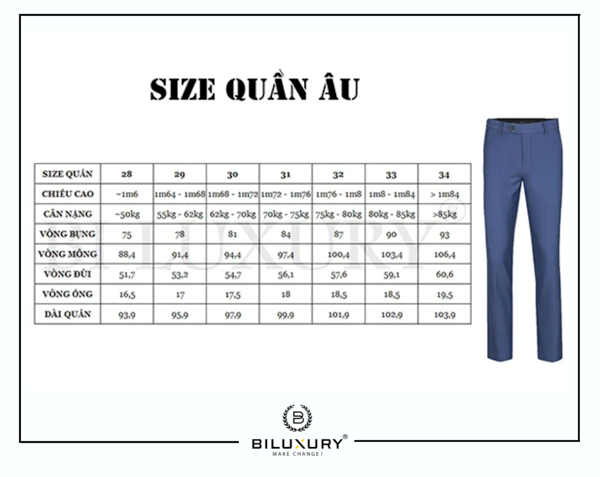 SIZE QUẦN ÂU
SIZE QUẦN 28 29 30 31 32 33 34
CHIỀU CAO ~1m6 1m64 - 1m68 1m68 - 1m72 1m72 - 1m76 1m76 - 1m8 1m8 - 1m84 > 1m84
CÂN NẶNG ~50kg 55kg - 62kg 62kg - 70kg 70kg - 75kg 75kg - 80kg 80kg - 85kg >85kg
VÒNG BỤNG 75 78 81 84 87 90 93
VÒNG MÔNG 88,4 91,4 94,4 97,4 100,4 103,4 106,4
VÒNG ĐÙI 51,7 53,2 54,7 56,1 57,6 59,1 60,6
VÒNG ỐNG 16,5 17 17,5 18 18,5 18,5 19,5
DÀI QUẦN 93,9 95,9 97,9 99,9 101,9 102,9 103,9
BILUXURY®
BILUXURY®
MAKE CHANGE!